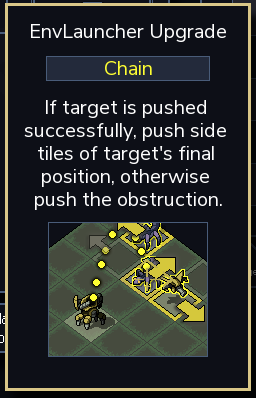 EnvLauncher Upgrade
Chain
If target is pushed
successfully, push side
tiles of target's final
position, otherwise
push the obstruction.